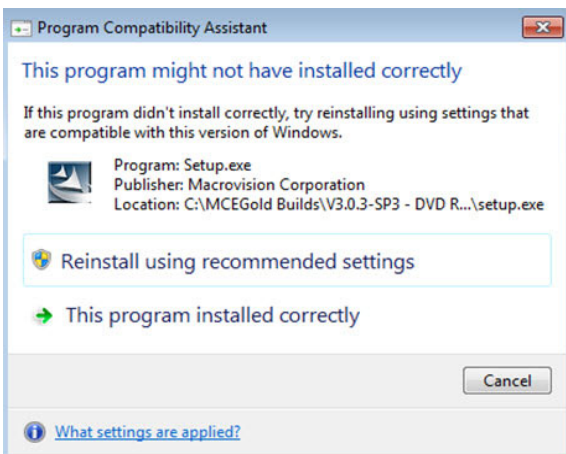 Program Compatibility Assistant
This program might not have installed correctly
If this program didn't install correctly, try reinstalling using settings that
are compatible with this version of Windows.
Program: Setup.exe
Publisher: Macrovision Corporation
Location: C:\MCEGold Builds\V3.0.3-SP3 - DVD R...\setup.exe
Reinstall using recommended settings
This program installed correctly
Cancel
What settings are applied?